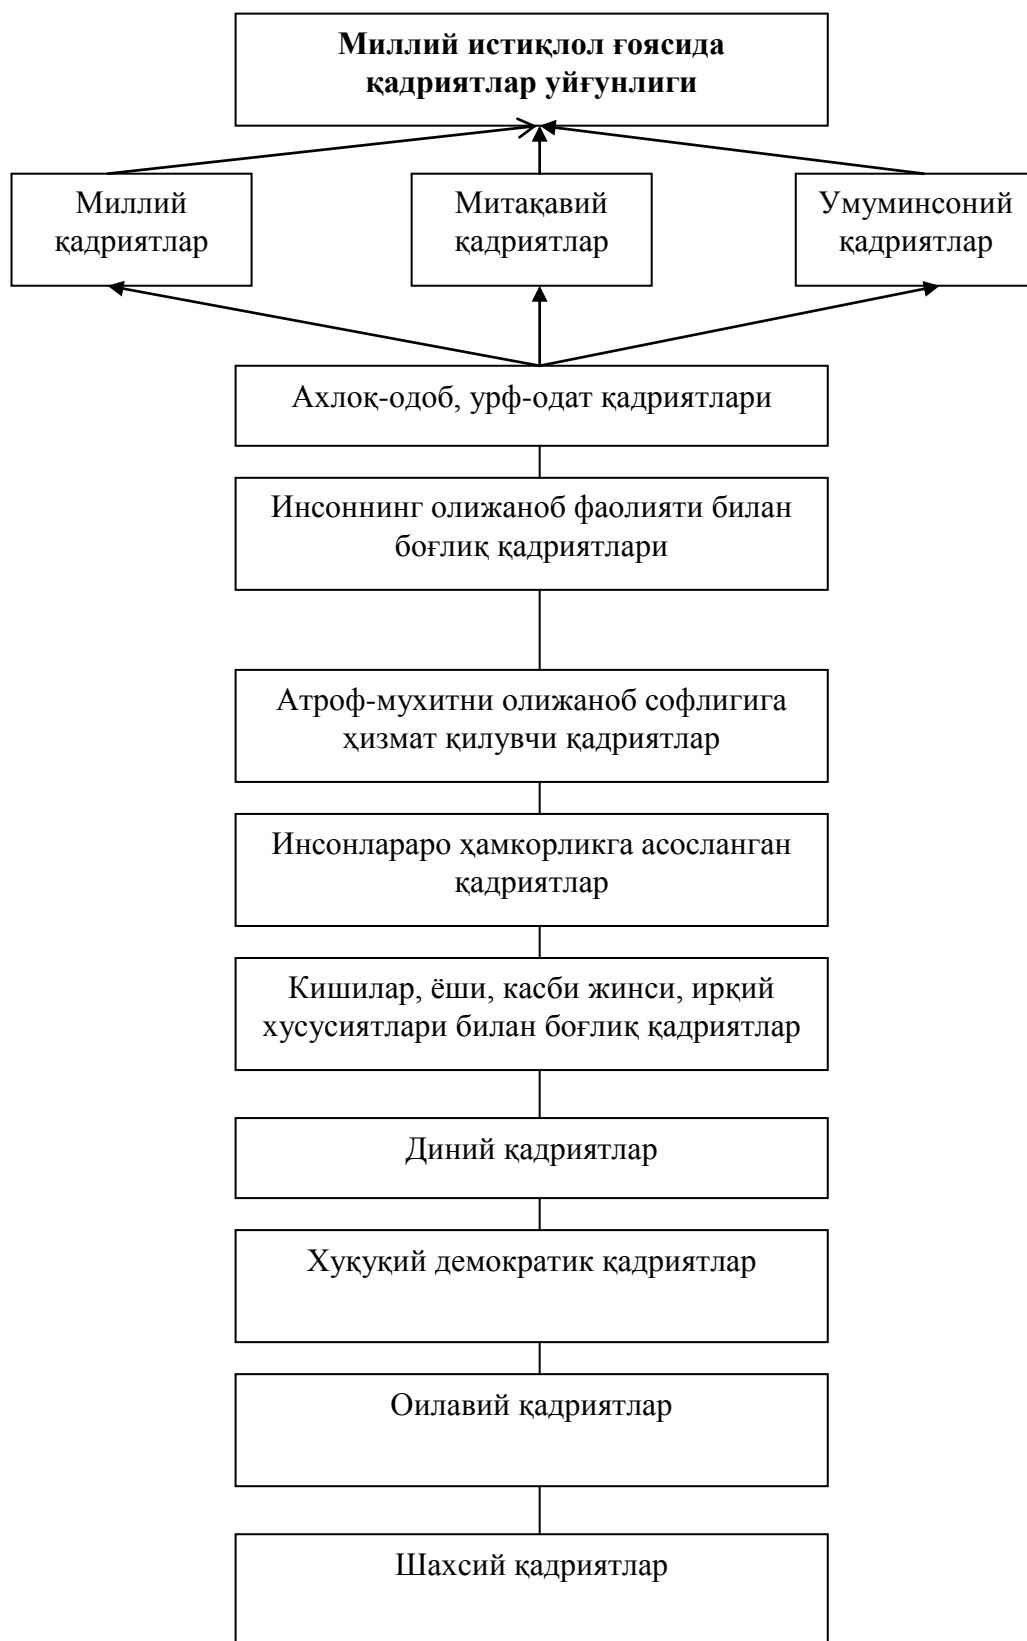 Миллий истиқлол ғоясида
қадриятлар уйғунлиги
Миллий
қадриятлар
Митақавий
қадриятлар
Умуминсоний
қадриятлар
Ахлоқ-одоб, урф-одат қадриятлари
Инсоннинг олижаноб фаолияти билан
боғлиқ қадриятлари
Атроф-мухитни олижаноб софлигига
ҳизмат қилувчи қадриятлар
Инсонлараро ҳамкорликга асосланган
қадриятлар
Кишилар, ёши, касби жинси, ирқий
хусусиятлари билан боғлиқ қадриятлар
Диний қадриятлар
Хуқуқий демократик қадриятлар
Оилавий қадриятлар
Шахсий қадриятлар